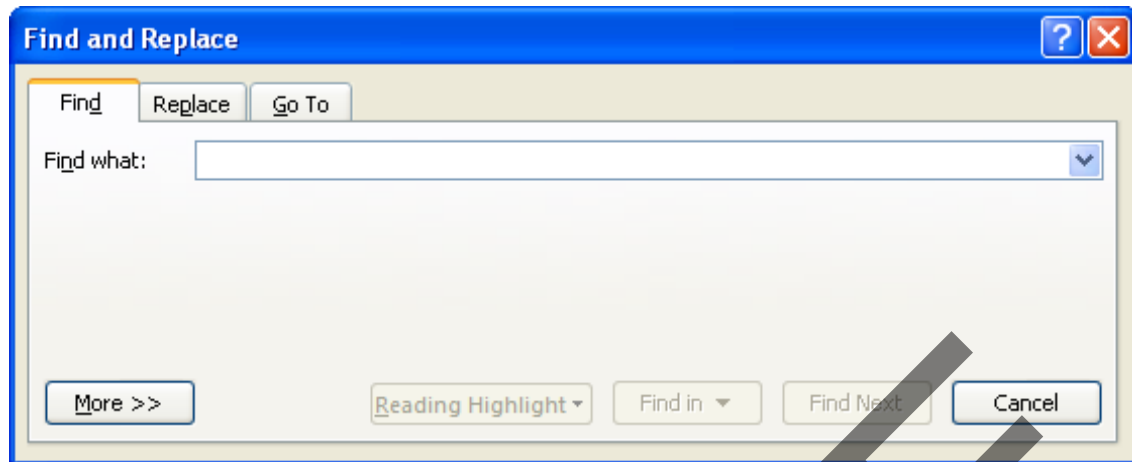 Find and Replace
Find Replace Go To
Find what:
More >> Reading Highlight Find in Find Next Cancel